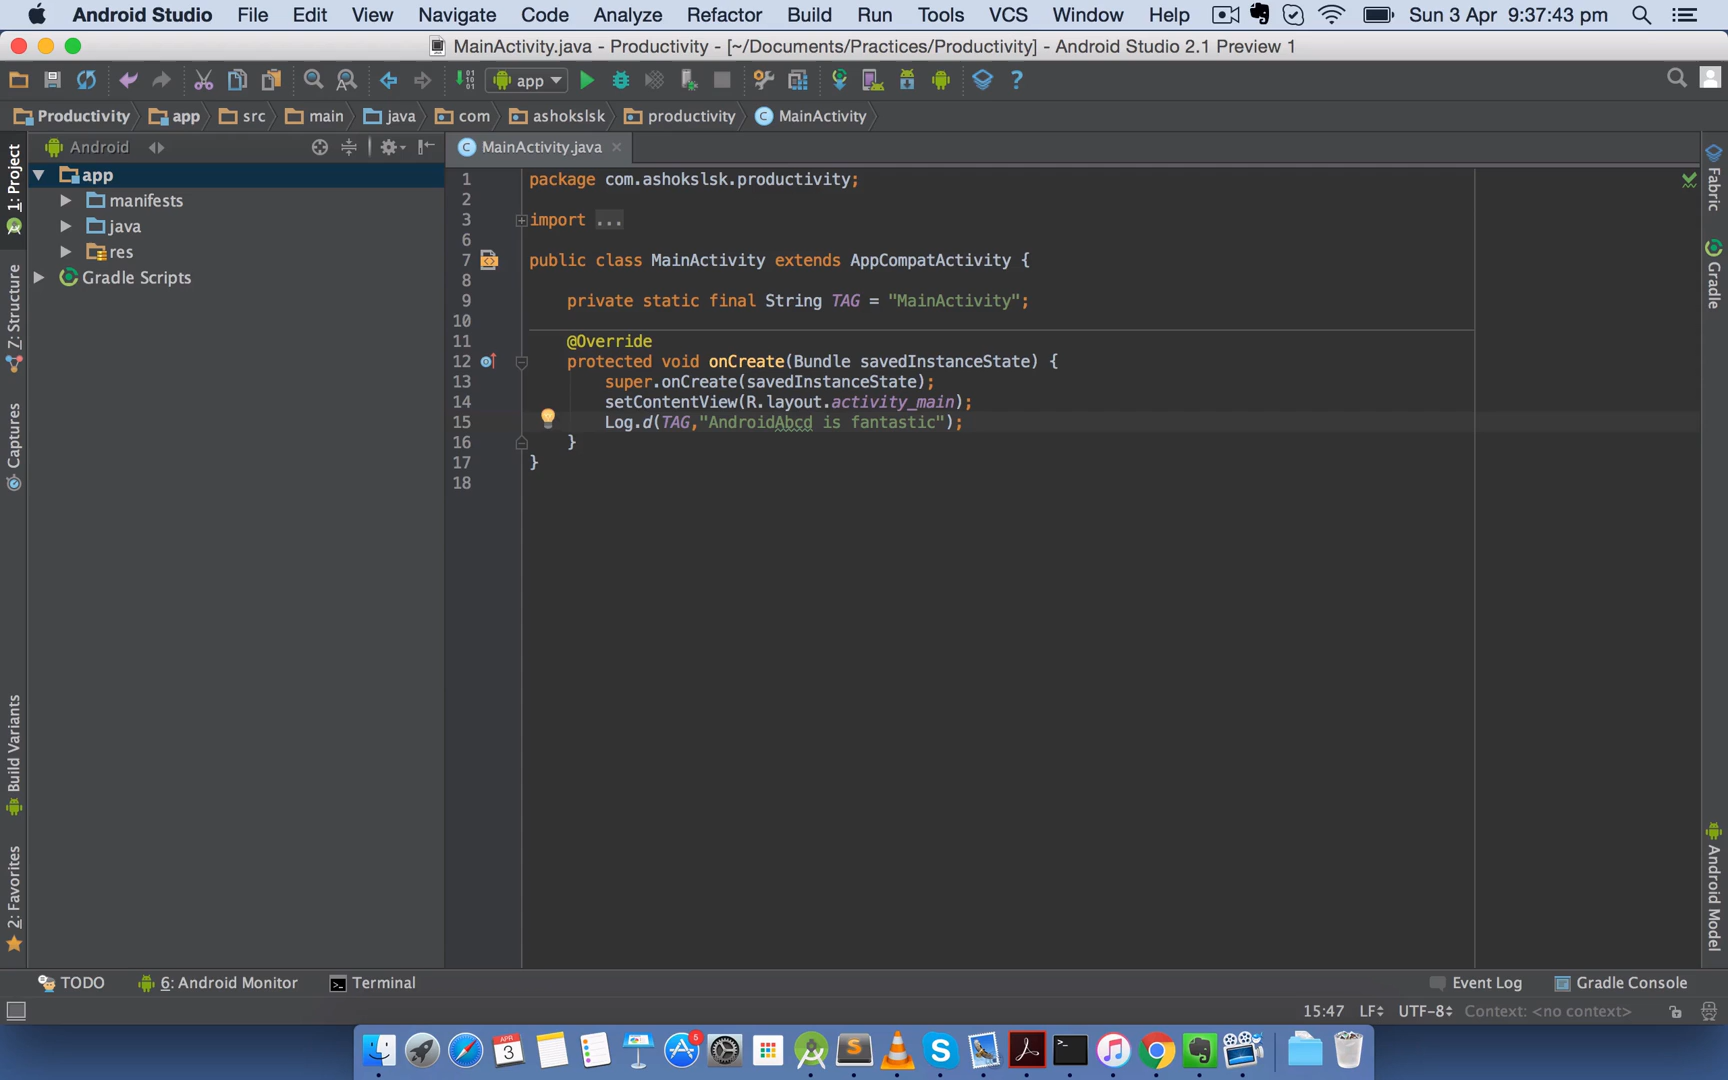 Android Studio File Edit View Navigate Code Analyze Refactor Build Run Tools VCS Window Help Sun 3 Apr 9:37:43 pm
MainActivity.java - Productivity - [~/Documents/Practices/Productivity] - Android Studio 2.1 Preview 1
app
Productivity app src main java com ashokslsk productivity MainActivity
Android
MainActivity.java
app
manifests
java
res
Gradle Scripts
1 package com.ashokslsk.productivity;
2
3 import ...
6
7 public class MainActivity extends AppCompatActivity {
8
9 private static final String TAG = "MainActivity";
10
11 @Override
12 protected void onCreate(Bundle savedInstanceState) {
13 super.onCreate(savedInstanceState);
14 setContentView(R.layout.activity_main);
15 Log.d(TAG,"AndroidAbcd is fantastic");
16 }
17 }
18
1: Project
Z: Structure
Captures
Build Variants
2: Favorites
Fabric
Gradle
Android Model
TODO 6: Android Monitor Terminal Event Log Gradle Console
15:47 LF UTF-8 Context: <no context>
APR
3
5